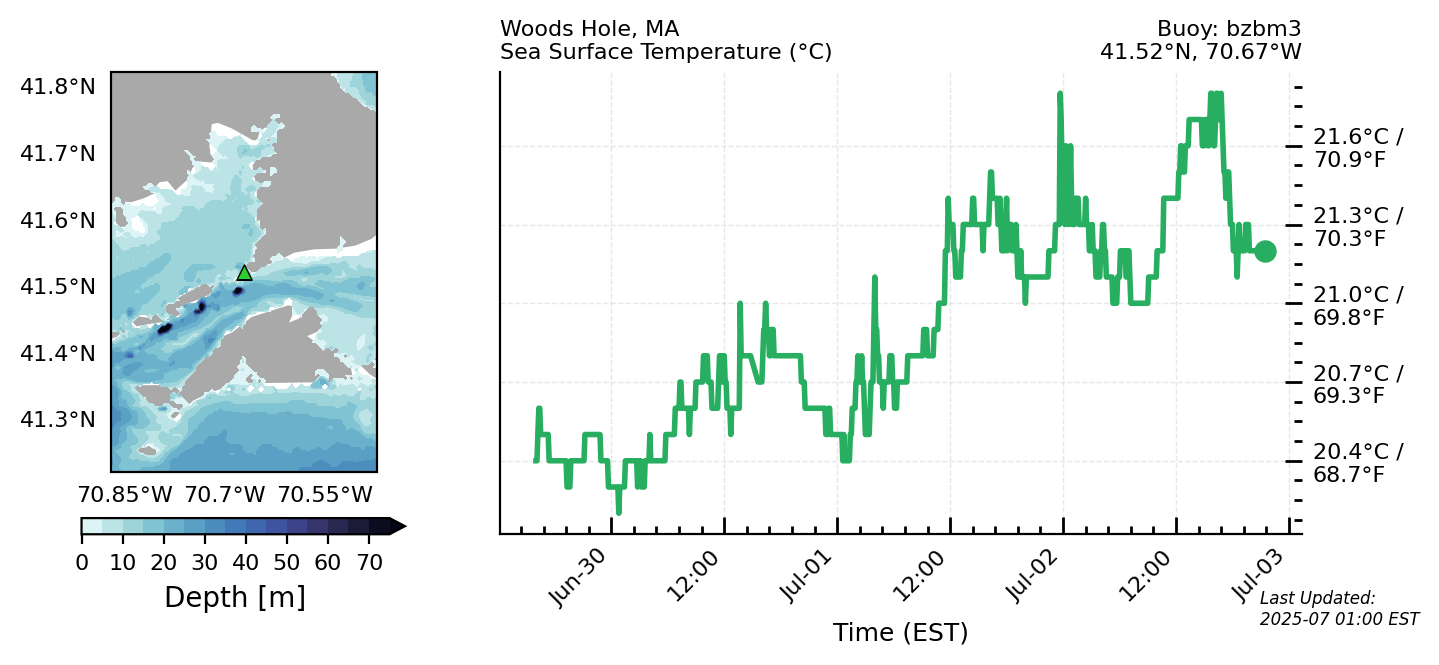 Woods Hole, MA
Sea Surface Temperature (°C)
Buoy: bzbm3
41.52°N, 70.67°W
41.8°N
41.7°N
41.6°N
41.5°N
41.4°N
41.3°N
70.85°W 70.7°W 70.55°W
0 10 20 30 40 50 60 70
Depth [m]
21.6°C /
70.9°F
21.3°C /
70.3°F
21.0°C /
69.8°F
20.7°C /
69.3°F
20.4°C /
68.7°F
Jun-30 12:00 Jul-01 12:00 Jul-02 12:00 Jul-03
Time (EST)
Last Updated:
2025-07 01:00 EST